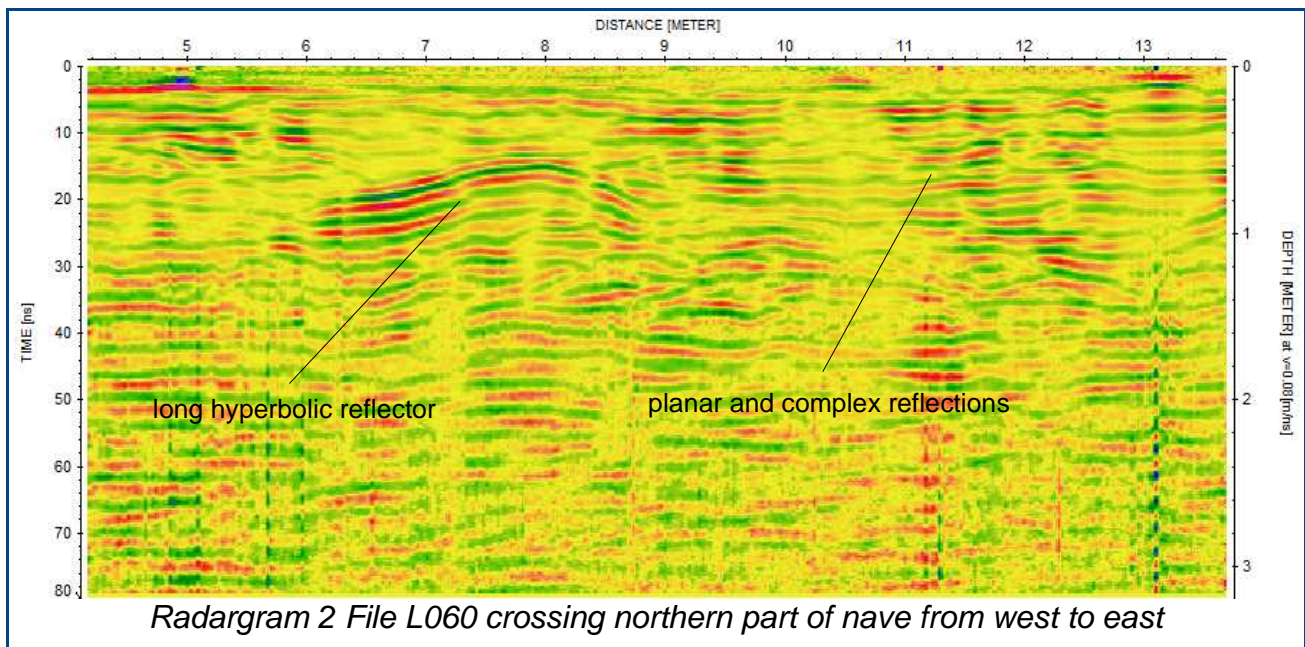 DISTANCE [METER]
5 6 7 8 9 10 11 12 13
0 0
10
20
1
30
TIME [ns]
DEPTH [METER] at v=0.08[m/ns]
40
50 2
long hyperbolic reflector planar and complex reflections
60
70
3
80
Radargram 2 File L060 crossing northern part of nave from west to east